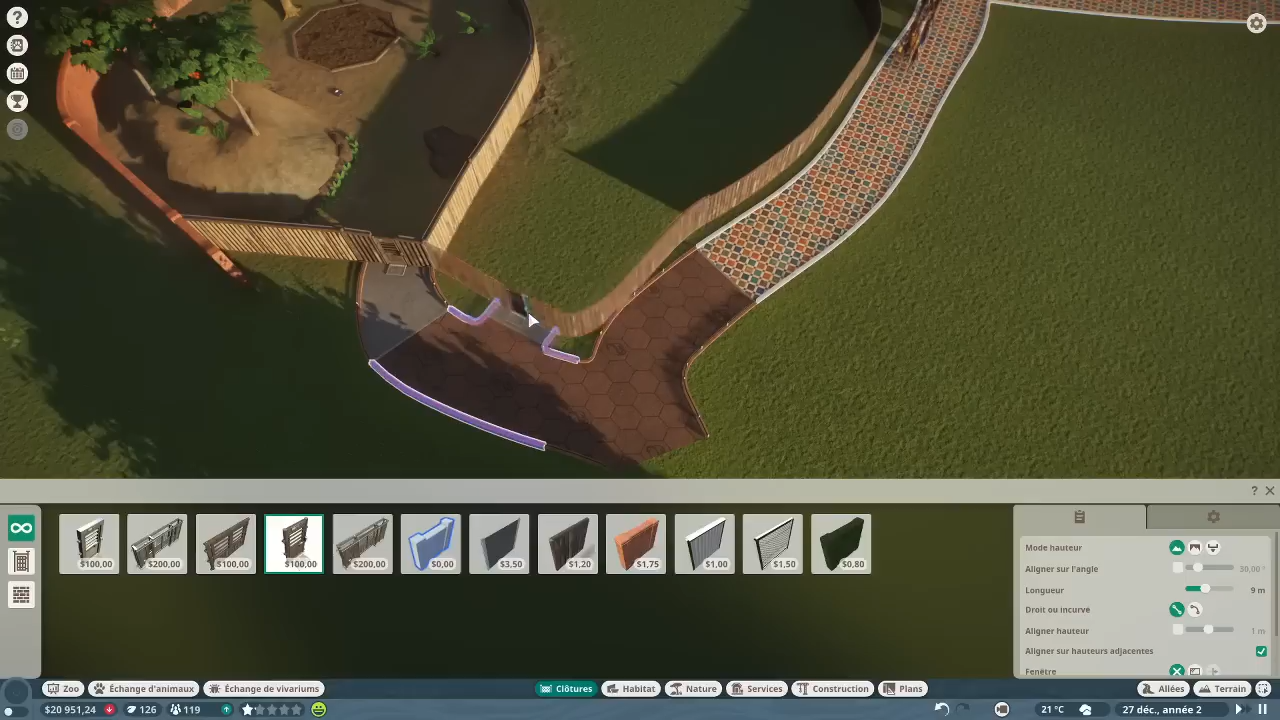 ?
? ✕
$100,00 $200,00 $100,00 $100,00 $200,00 $0,00 $3,50 $1,20 $1,75 $1,00 $1,50 $0,80
Mode hauteur
Aligner sur l'angle 30,00 °
Longueur 9 m
Droit ou incurvé
Aligner hauteur 1 m
Aligner sur hauteurs adjacentes
Fenêtre
Zoo Échange d'animaux Échange de vivariums Clôtures Habitat Nature Services Construction Plans Allées Terrain
$20 951,24 126 119 21 °C 27 déc., année 2